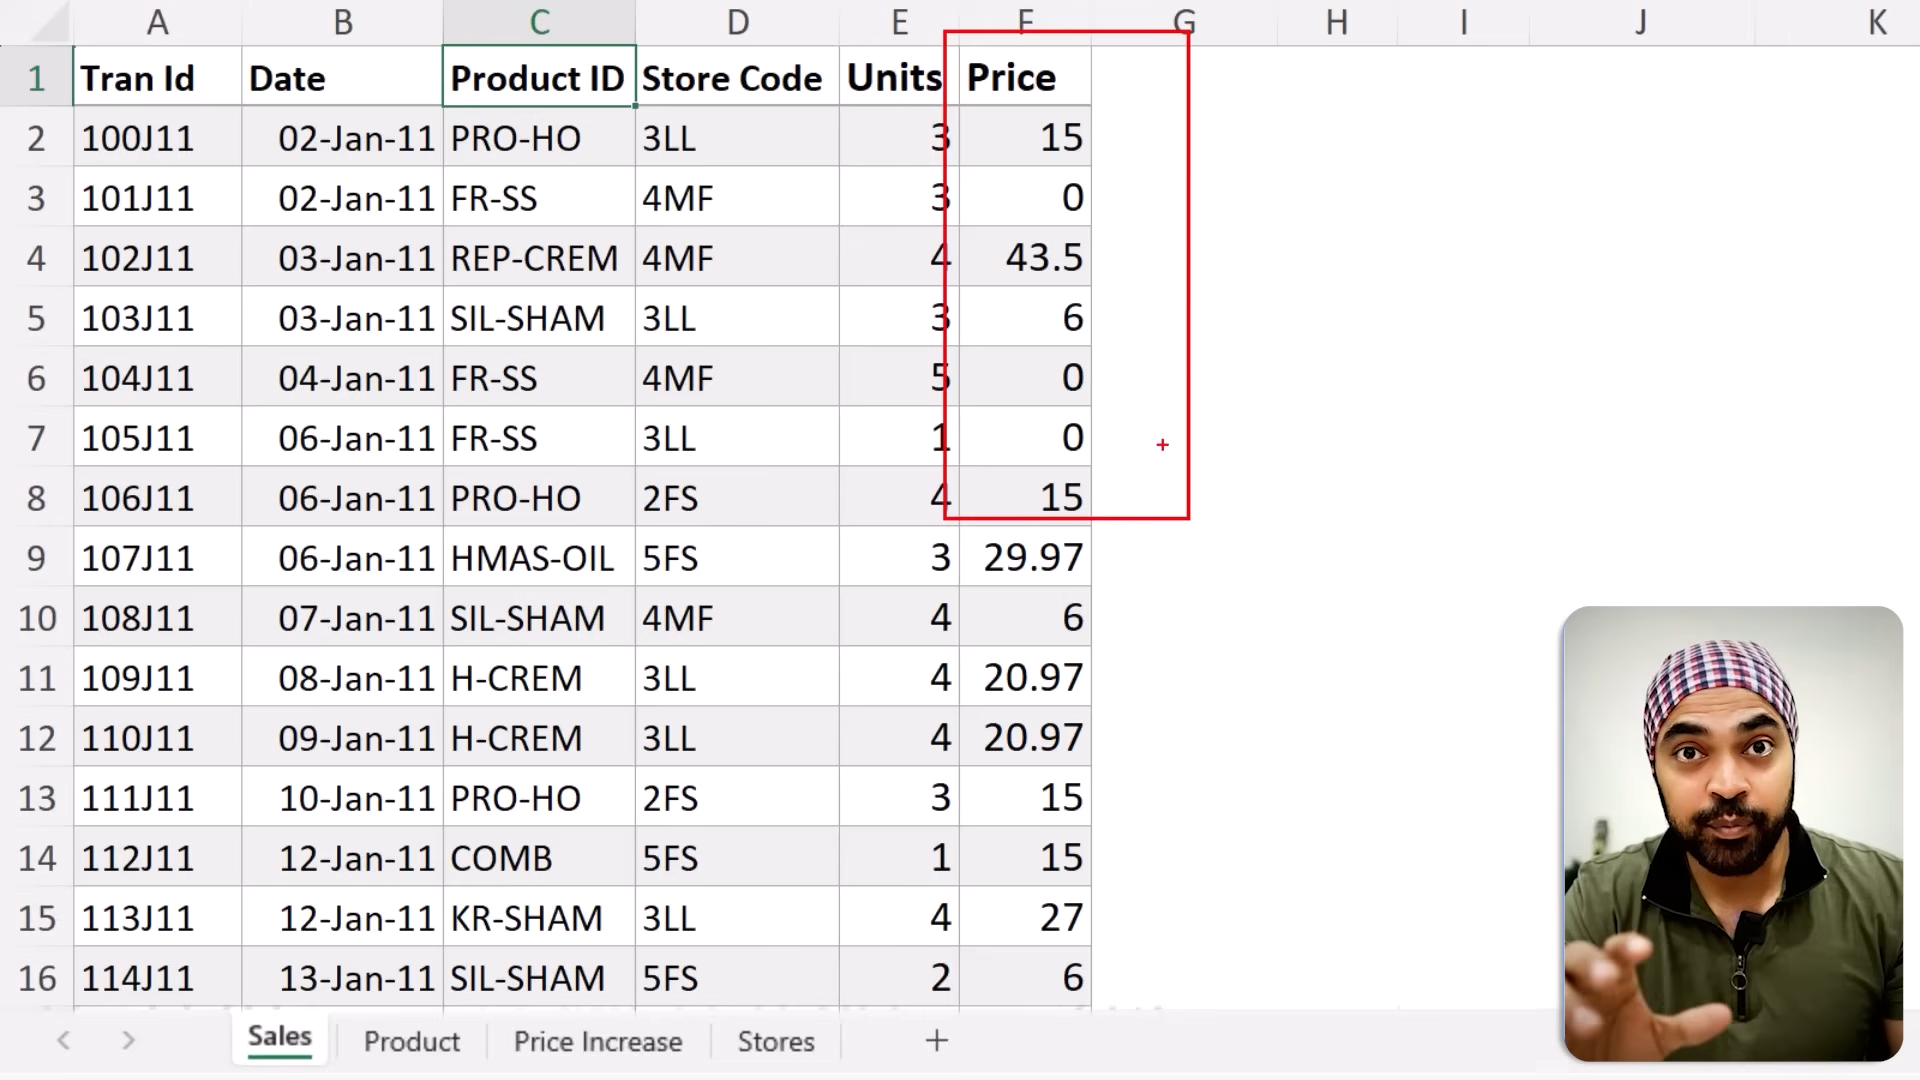 A B C D E F G H I J K
1 Tran Id Date Product ID Store Code Units Price
2 100J11 02-Jan-11 PRO-HO 3LL 3 15
3 101J11 02-Jan-11 FR-SS 4MF 3 0
4 102J11 03-Jan-11 REP-CREM 4MF 4 43.5
5 103J11 03-Jan-11 SIL-SHAM 3LL 3 6
6 104J11 04-Jan-11 FR-SS 4MF 5 0
7 105J11 06-Jan-11 FR-SS 3LL 1 0
8 106J11 06-Jan-11 PRO-HO 2FS 4 15
9 107J11 06-Jan-11 HMAS-OIL 5FS 3 29.97
10 108J11 07-Jan-11 SIL-SHAM 4MF 4 6
11 109J11 08-Jan-11 H-CREM 3LL 4 20.97
12 110J11 09-Jan-11 H-CREM 3LL 4 20.97
13 111J11 10-Jan-11 PRO-HO 2FS 3 15
14 112J11 12-Jan-11 COMB 5FS 1 15
15 113J11 12-Jan-11 KR-SHAM 3LL 4 27
16 114J11 13-Jan-11 SIL-SHAM 5FS 2 6
Sales Product Price Increase Stores